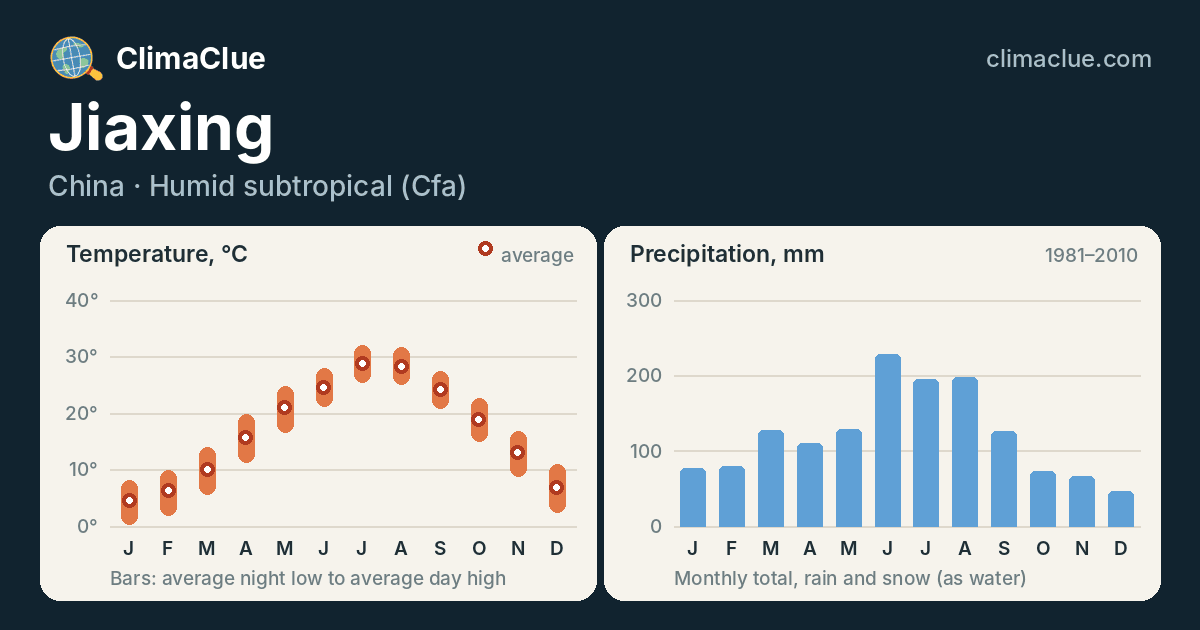 ClimaClue
climaclue.com
Jiaxing
China · Humid subtropical (Cfa)
Temperature, °C
average
40°
30°
20°
10°
0°
J F M A M J J A S O N D
Bars: average night low to average day high
Precipitation, mm
1981–2010
300
200
100
0
J F M A M J J A S O N D
Monthly total, rain and snow (as water)